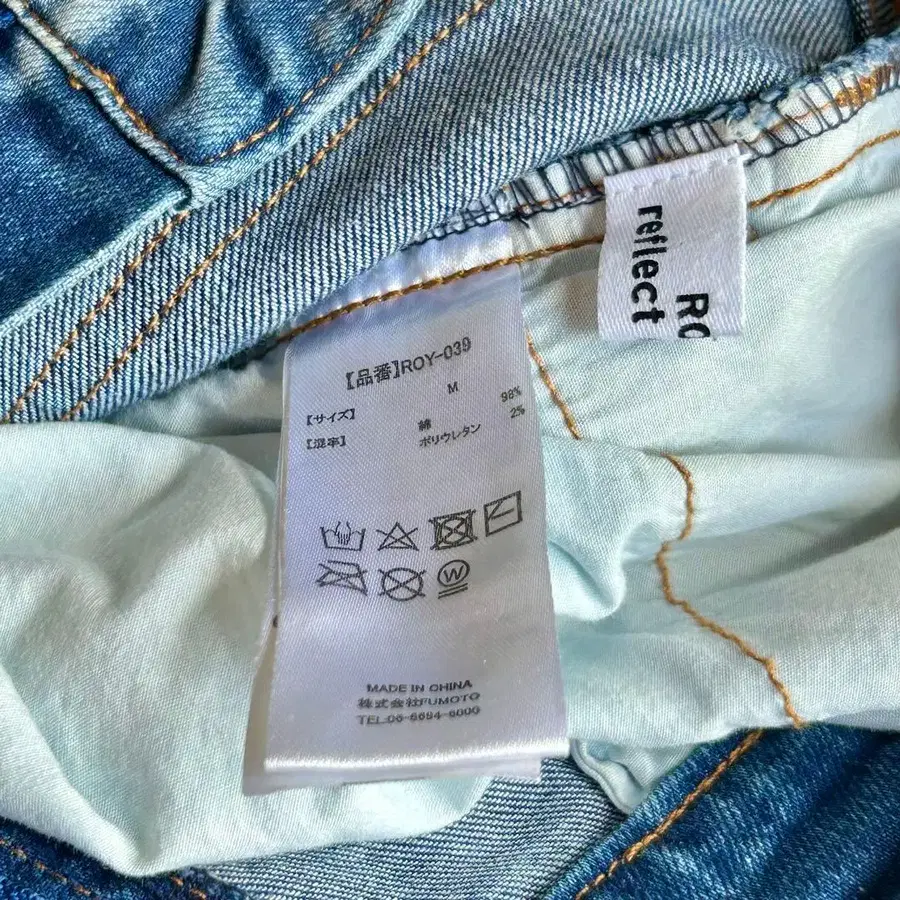 【品番】ROY-039
【サイズ】 M
【混率】 綿 98%
ポリウレタン 2%
W
MADE IN CHINA
株式会社FUMOTO
TEL:06-6694-6000
reflect